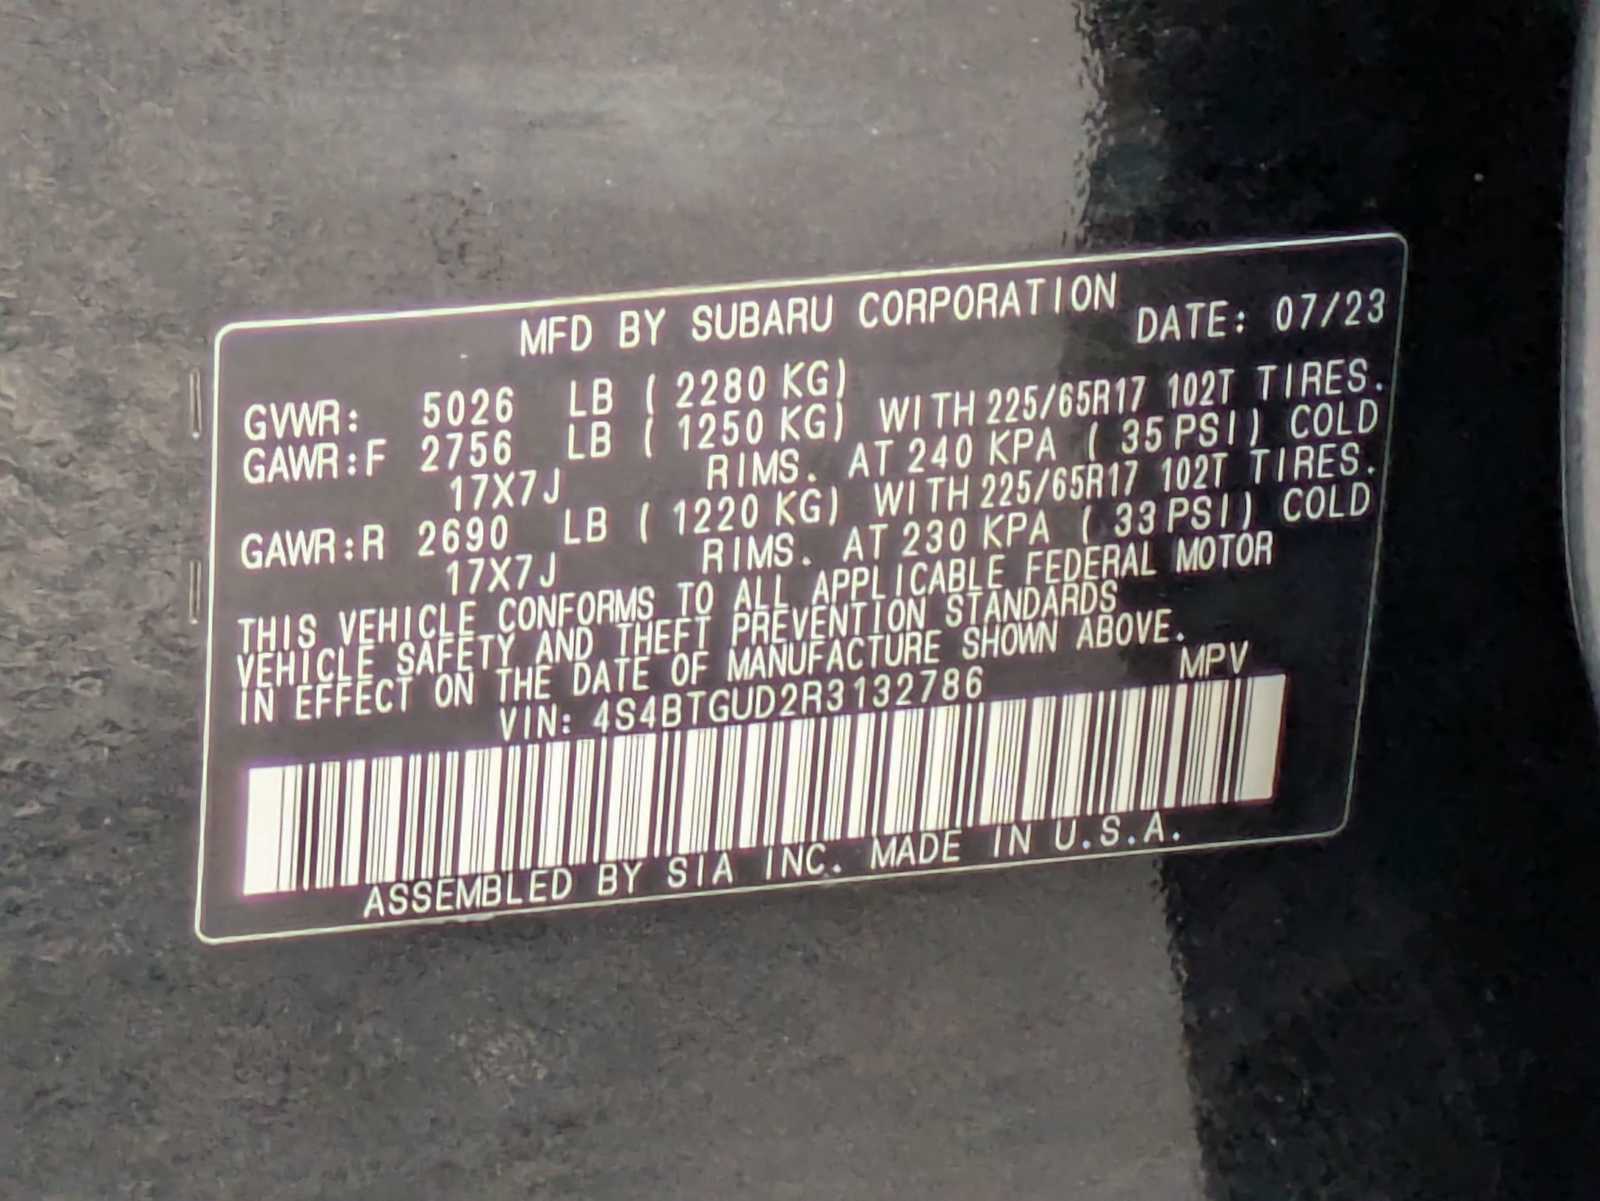 MFD BY SUBARU CORPORATION
DATE: 07/23
GVWR: 5026 LB ( 2280 KG)
GAWR:F 2756 LB ( 1250 KG) WITH 225/65R17 102T TIRES.
17X7J RIMS. AT 240 KPA ( 35 PSI) COLD
GAWR:R 2690 LB ( 1220 KG) WITH 225/65R17 102T TIRES.
17X7J RIMS. AT 230 KPA ( 33 PSI) COLD
THIS VEHICLE CONFORMS TO ALL APPLICABLE FEDERAL MOTOR
VEHICLE SAFETY AND THEFT PREVENTION STANDARDS
IN EFFECT ON THE DATE OF MANUFACTURE SHOWN ABOVE.
VIN: 4S4BTGUD2R3132786 MPV
ASSEMBLED BY SIA INC. MADE IN U.S.A.